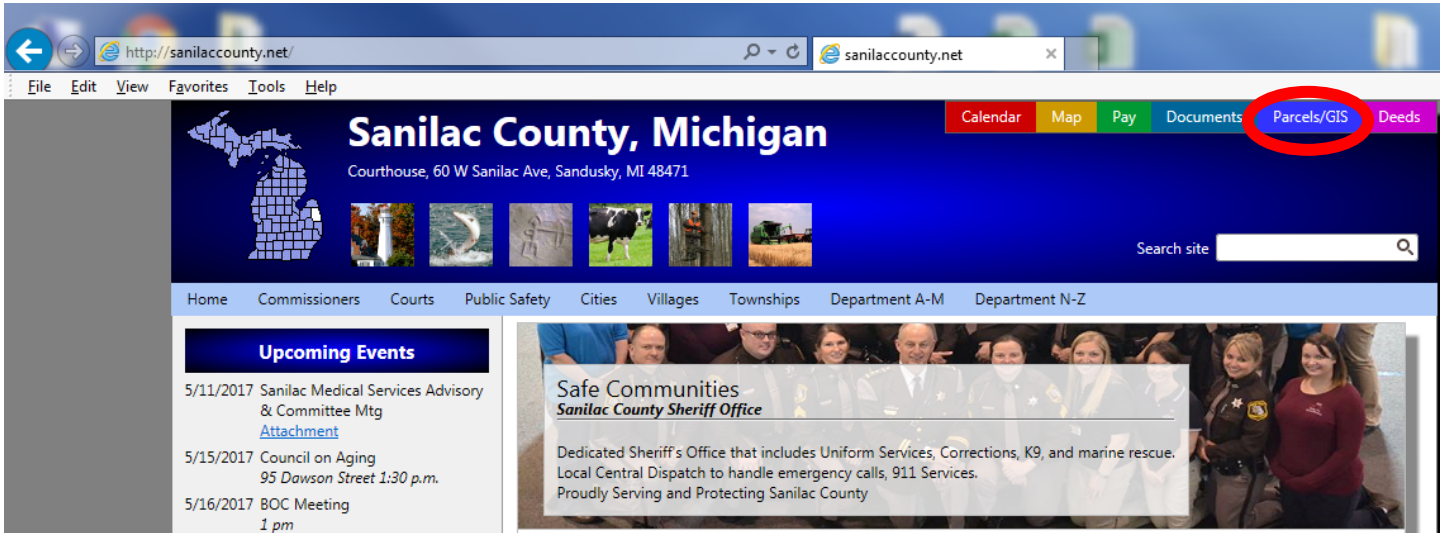 http://sanilaccounty.net/
sanilaccounty.net
File Edit View Favorites Tools Help
Calendar Map Pay Documents Parcels/GIS Deeds
Sanilac County, Michigan
Courthouse, 60 W Sanilac Ave, Sandusky, MI 48471
Search site
Home Commissioners Courts Public Safety Cities Villages Townships Department A-M Department N-Z
Upcoming Events
5/11/2017 Sanilac Medical Services Advisory
& Committee Mtg
Attachment
5/15/2017 Council on Aging
95 Dawson Street 1:30 p.m.
5/16/2017 BOC Meeting
1 pm
Safe Communities
Sanilac County Sheriff Office
Dedicated Sheriff's Office that includes Uniform Services, Corrections, K9, and marine rescue.
Local Central Dispatch to handle emergency calls, 911 Services.
Proudly Serving and Protecting Sanilac County